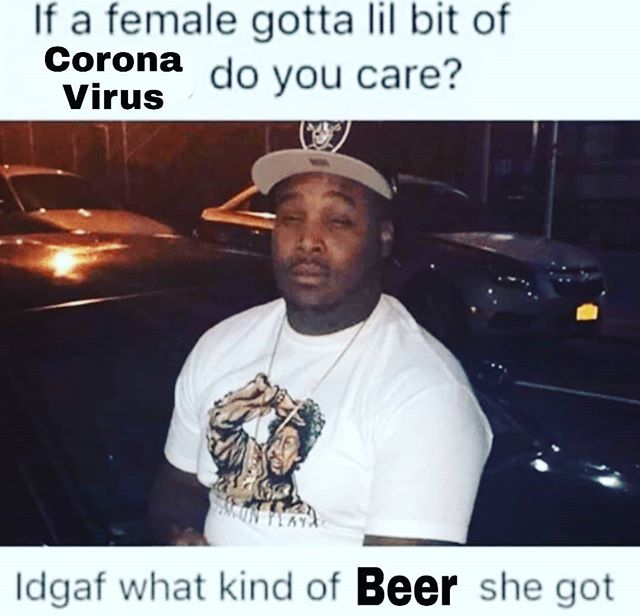 If a female gotta lil bit of
Corona
Virus do you care?
Idgaf what kind of Beer she got